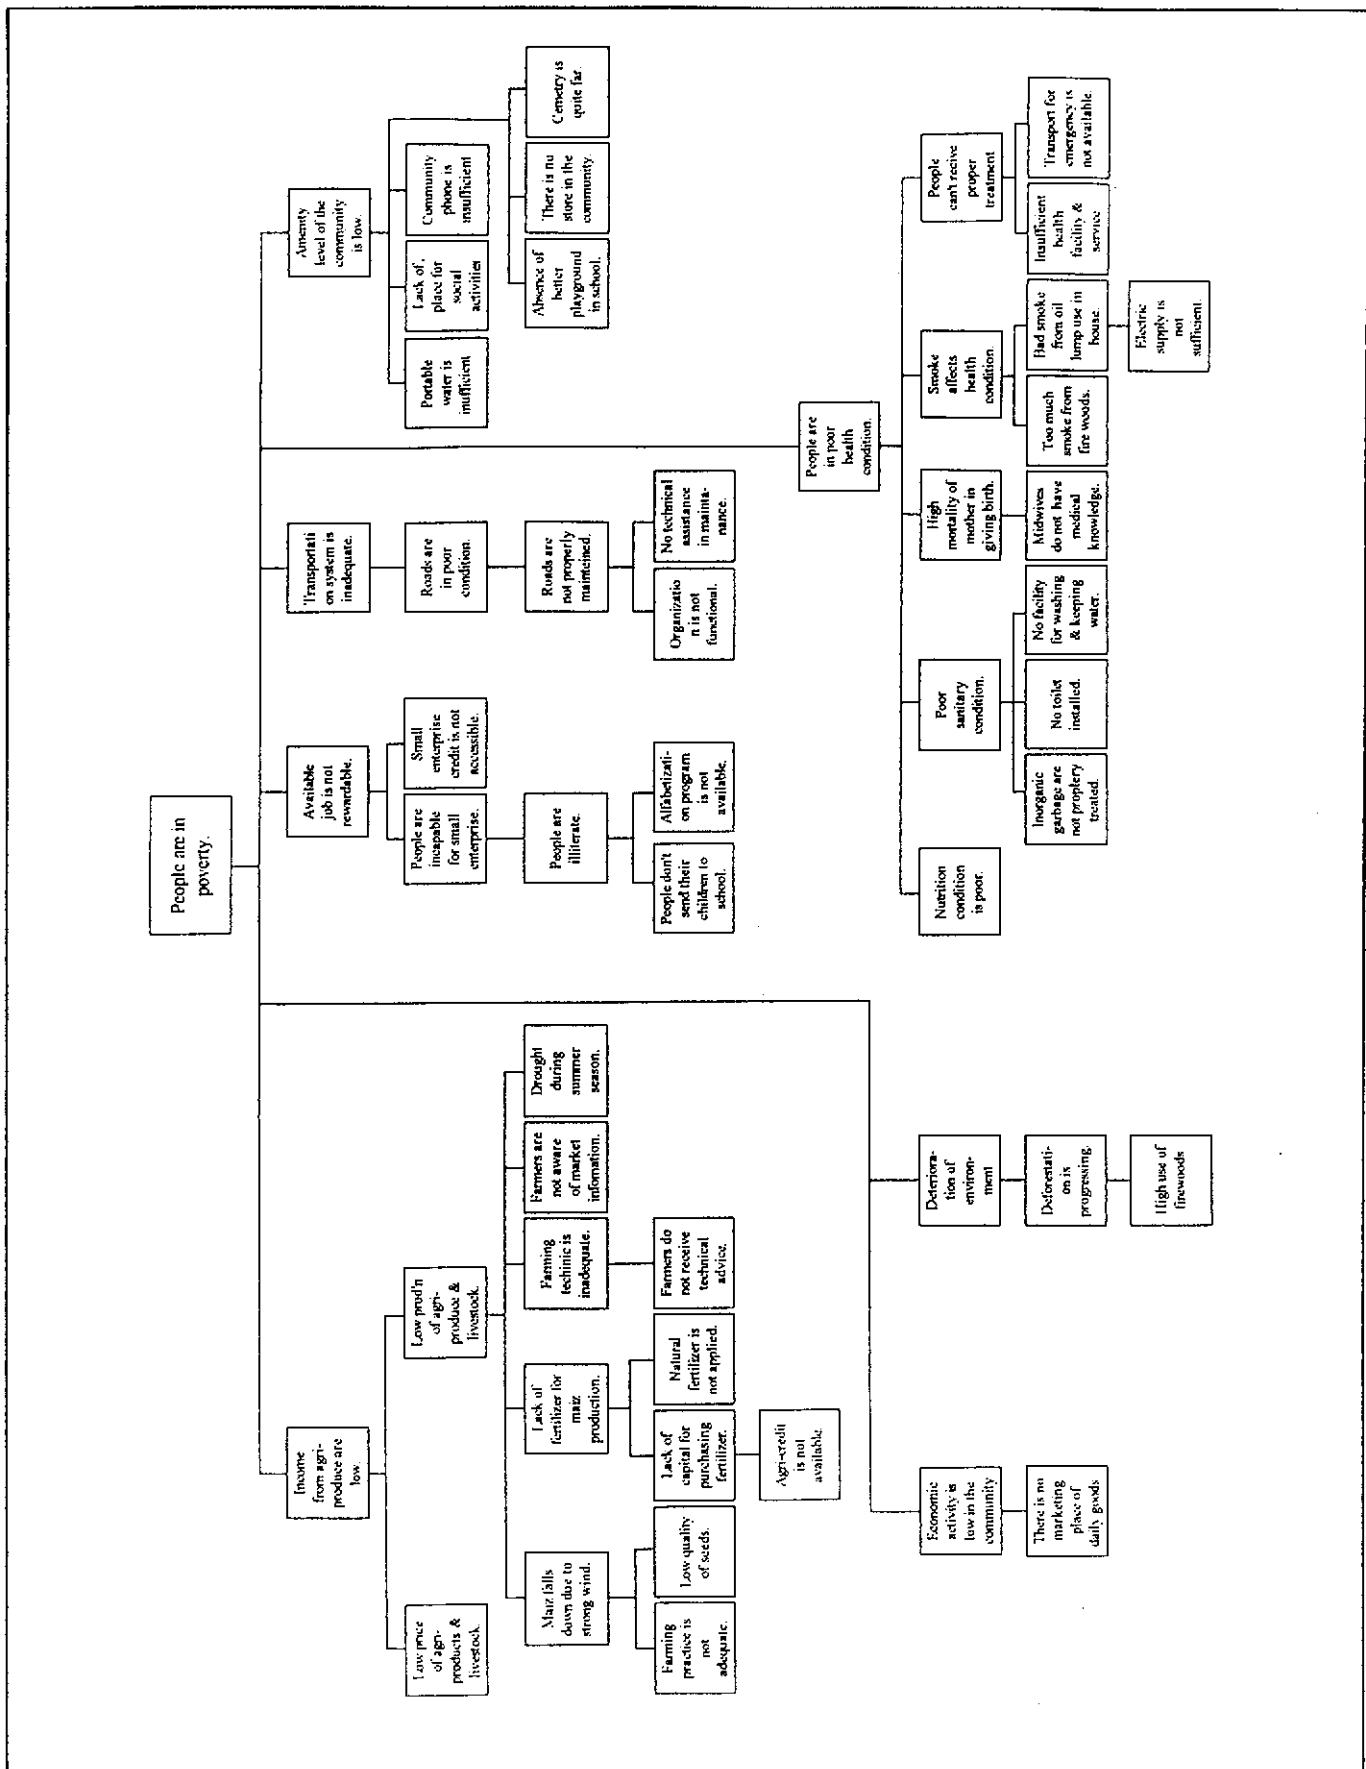 People are in
poverty.
Income
from agri-
produce are
low.
Available
job is not
rewardable.
Transportati
on system is
inadequate.
Amenity
level of the
community
is low.
Low price
of agri-
products &
livestock.
Low prod'n
of agri-
produce &
livestock.
People are
incapable
for small
enterprise.
Small
enterprise
credit is not
accessible.
Roads are
in poor
condition.
Portable
water is
inufficient
Lack of
place for
social
activities
Community
phone is
insufficient
Maiz falls
down due to
strong wind.
Lack of
fertilizer for
maiz
production.
Farming
techinic is
inadequate.
Farmers are
not aware
of market
infomation.
Drought
during
summer
season.
People are
illiterate.
Roads are
not properly
mainteined.
Absence of
better
playground
in school.
There is no
store in the
community.
Cemetry is
quite far.
Farming
practice is
not
adequate.
Low quality
of seeds.
Lack of
capital for
purchasing
fertilizer.
Natural
fertilizer is
not applied.
Farmers do
not receive
technical
advice.
People don't
send their
children to
school.
Alfabetizati-
on program
is not
available.
Organizatio
n is not
functional.
No technical
assistance
in mainta-
nance.
Agri-credit
is not
available.
People are
in poor
health
condition.
Economic
activity is
low in the
community
Deteriora-
tion of
environ-
ment
Nutrition
condition
is poor.
Poor
sanitary
condition.
High
mortality of
mother in
giving birth.
Smoke
affects
health
condition.
People
can't recive
proper
treatment
There is no
marketing
place of
daily goods
Deforestati-
on is
progressing.
Inorganic
garbage are
not proplery
treated.
No toilet
installed.
No facility
for washing
& keeping
water.
Midwives
do not have
medical
knowledge.
Too much
smoke from
fire woods.
Bad smoke
from oil
jump use in
house.
Insufficient
health
facility &
service
Transport for
emergency is
not available.
High use of
firewoods
Electric
supply is
not
sufficient.